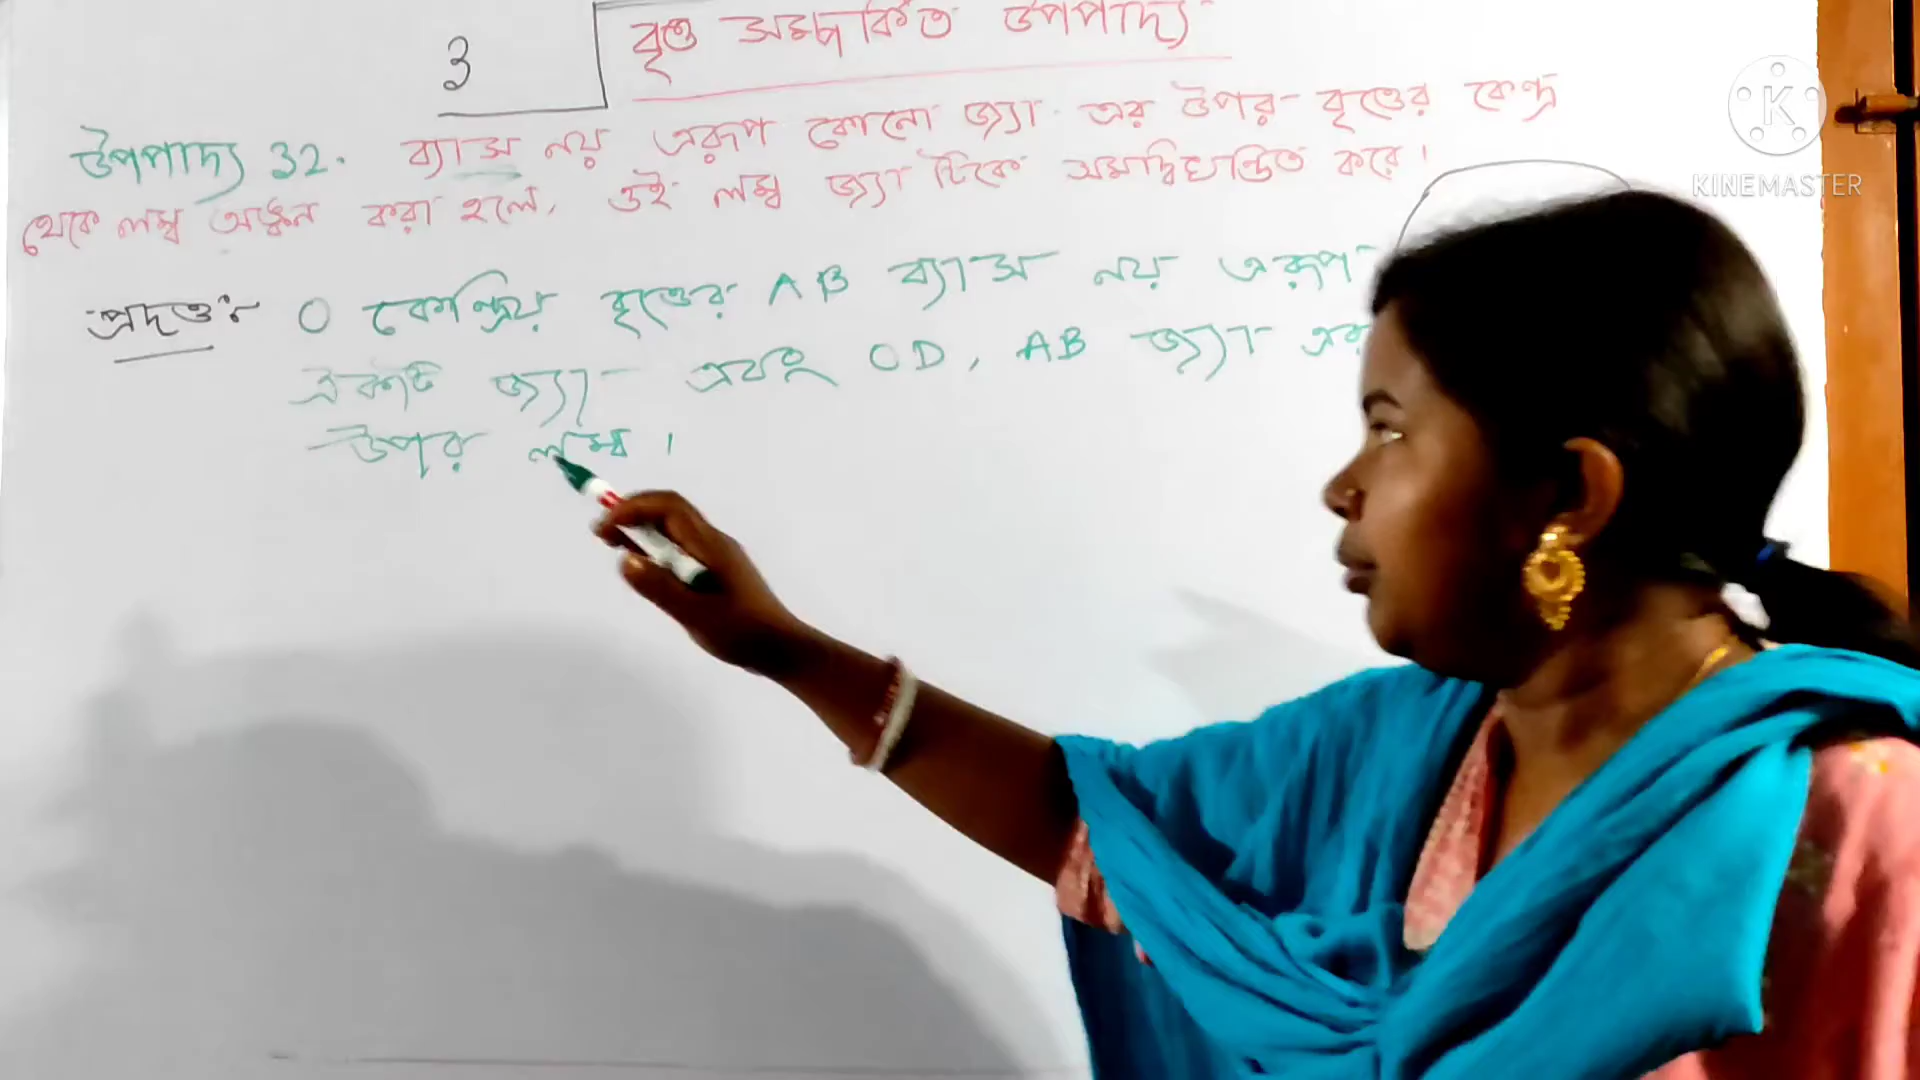 3 বৃত্ত সম্পর্কিত উপপাদ্য
উপপাদ্য 32. ব্যাস নয় এরূপ কোনো জ্যা এর উপর বৃত্তের কেন্দ্র
থেকে লম্ব অঙ্কন করা হলে, ওই লম্ব জ্যা টিকে সমদ্বিখণ্ডিত করে।
প্রদত্তঃ- O কেন্দ্রিয় বৃত্তের AB ব্যাস নয় এরূপ
একটি জ্যা এবং OD, AB জ্যা এর
উপর লম্ব।
KINEMASTER